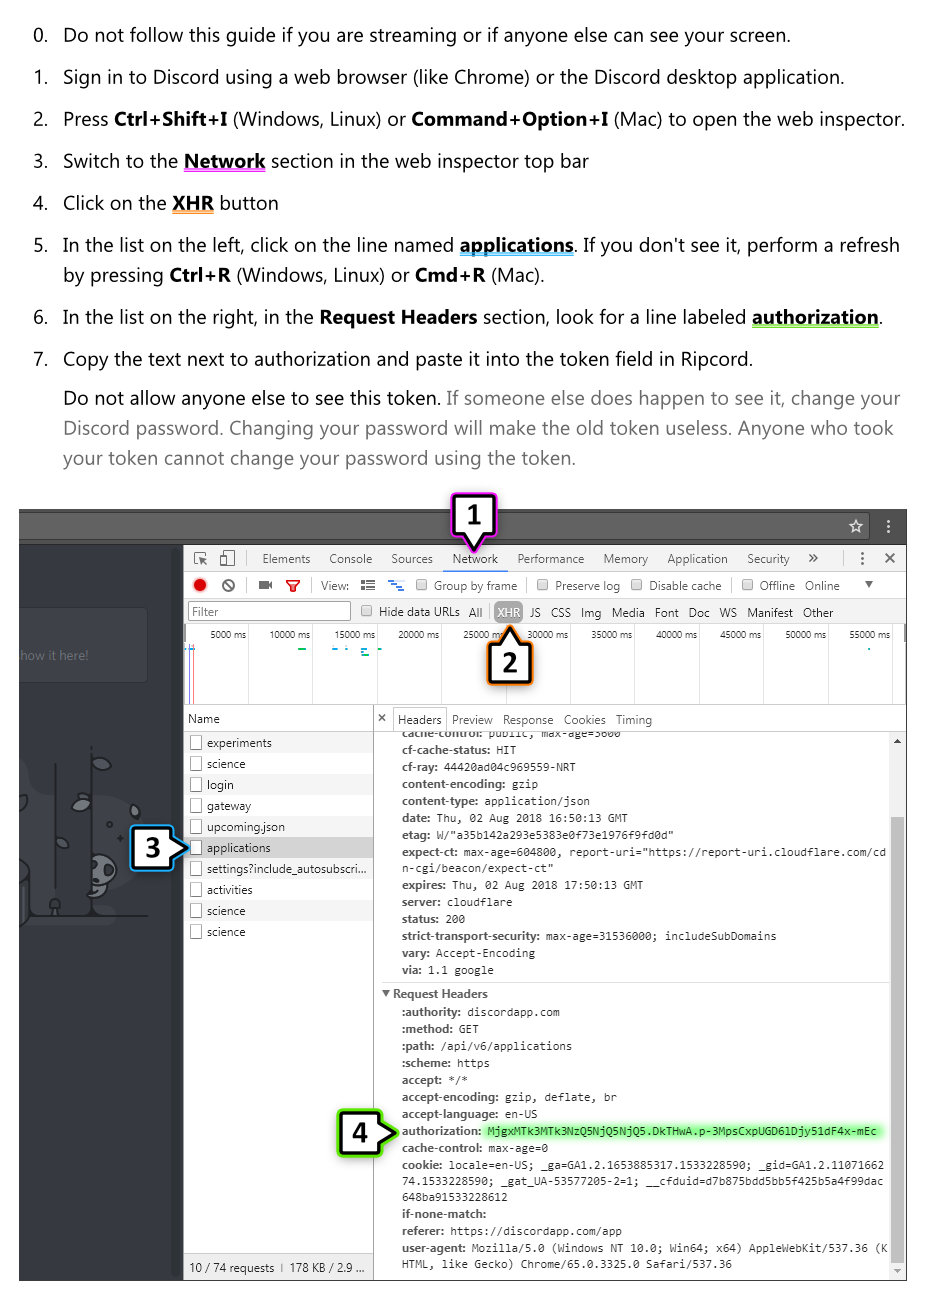 0. Do not follow this guide if you are streaming or if anyone else can see your screen.
1. Sign in to Discord using a web browser (like Chrome) or the Discord desktop application.
2. Press Ctrl+Shift+I (Windows, Linux) or Command+Option+I (Mac) to open the web inspector.
3. Switch to the Network section in the web inspector top bar
4. Click on the XHR button
5. In the list on the left, click on the line named applications. If you don't see it, perform a refresh
by pressing Ctrl+R (Windows, Linux) or Cmd+R (Mac).
6. In the list on the right, in the Request Headers section, look for a line labeled authorization.
7. Copy the text next to authorization and paste it into the token field in Ripcord.
Do not allow anyone else to see this token. If someone else does happen to see it, change your
Discord password. Changing your password will make the old token useless. Anyone who took
your token cannot change your password using the token.
1
Elements Console Sources Network Performance Memory Application Security »
View: Group by frame Preserve log Disable cache Offline Online
Filter Hide data URLs All XHR JS CSS Img Media Font Doc WS Manifest Other
5000 ms 10000 ms 15000 ms 20000 ms 25000 ms 30000 ms 35000 ms 40000 ms 45000 ms 50000 ms 55000 ms
how it here!
2
Name
experiments
science
login
gateway
upcoming.json
3
applications
settings?include_autosubscri...
activities
science
science
10 / 74 requests | 178 KB / 2.9 ...
× Headers Preview Response Cookies Timing
cache-control: public, max-age=3600
cf-cache-status: HIT
cf-ray: 44420ad04c969559-NRT
content-encoding: gzip
content-type: application/json
date: Thu, 02 Aug 2018 16:50:13 GMT
etag: W/"a35b142a293e5383e0f73e1976f9fd0d"
expect-ct: max-age=604800, report-uri="https://report-uri.cloudflare.com/cd
n-cgi/beacon/expect-ct"
expires: Thu, 02 Aug 2018 17:50:13 GMT
server: cloudflare
status: 200
strict-transport-security: max-age=31536000; includeSubDomains
vary: Accept-Encoding
via: 1.1 google
Request Headers
:authority: discordapp.com
:method: GET
:path: /api/v6/applications
:scheme: https
accept: */*
accept-encoding: gzip, deflate, br
accept-language: en-US
4
authorization: MjgxMTk3MTk3NzQ5NjQ5NjQ5.DkTHwA.p-3MpsCxpUGD6lDjy51dF4x-mEc
cache-control: max-age=0
cookie: locale=en-US; _ga=GA1.2.1653885317.1533228590; _gid=GA1.2.11071662
74.1533228590; _gat_UA-53577205-2=1; __cfduid=d7b875bdd5bb5f425b5a4f99dac
648ba91533228612
if-none-match:
referer: https://discordapp.com/app
user-agent: Mozilla/5.0 (Windows NT 10.0; Win64; x64) AppleWebKit/537.36 (K
HTML, like Gecko) Chrome/65.0.3325.0 Safari/537.36